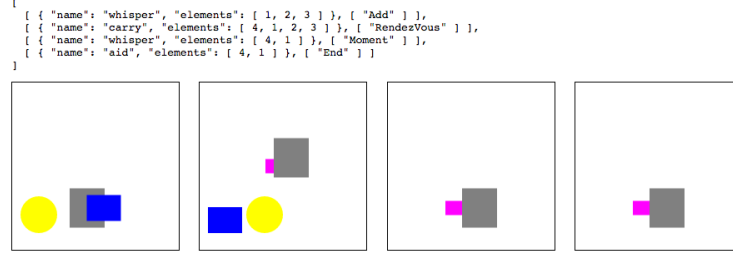 [
[ { "name": "whisper", "elements": [ 1, 2, 3 ] }, [ "Add" ] ],
[ { "name": "carry", "elements": [ 4, 1, 2, 3 ] }, [ "RendezVous" ] ],
[ { "name": "whisper", "elements": [ 4, 1 ] }, [ "Moment" ] ],
[ { "name": "aid", "elements": [ 4, 1 ] }, [ "End" ] ]
]